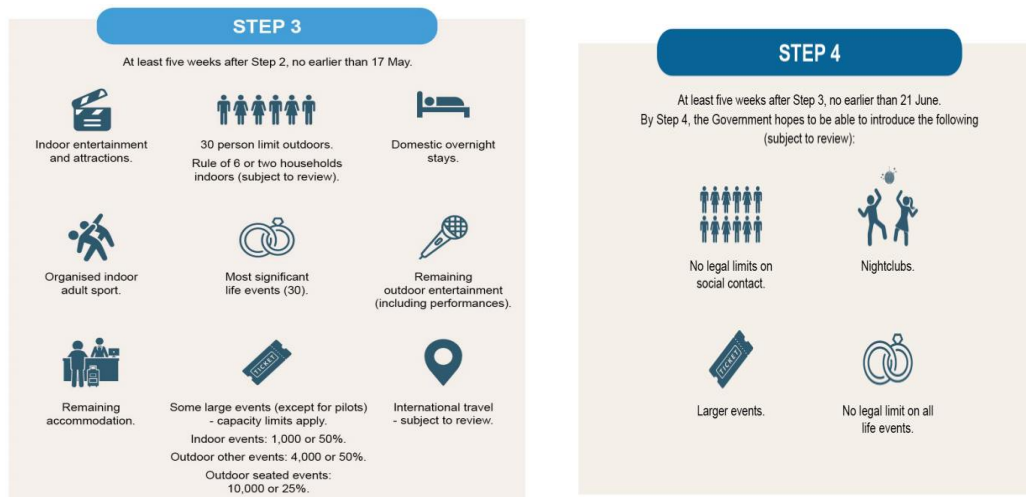 STEP 3
At least five weeks after Step 2, no earlier than 17 May.
Indoor entertainment
and attractions.
30 person limit outdoors.
Rule of 6 or two households
indoors (subject to review).
Domestic overnight
stays.
Organised indoor
adult sport.
Most significant
life events (30).
Remaining
outdoor entertainment
(including performances).
Remaining
accommodation.
TICKET
Some large events (except for pilots)
- capacity limits apply.
Indoor events: 1,000 or 50%.
Outdoor other events: 4,000 or 50%.
Outdoor seated events:
10,000 or 25%.
International travel
- subject to review.
STEP 4
At least five weeks after Step 3, no earlier than 21 June.
By Step 4, the Government hopes to be able to introduce the following
(subject to review):
No legal limits on
social contact.
Nightclubs.
TICKET
Larger events.
No legal limit on all
life events.